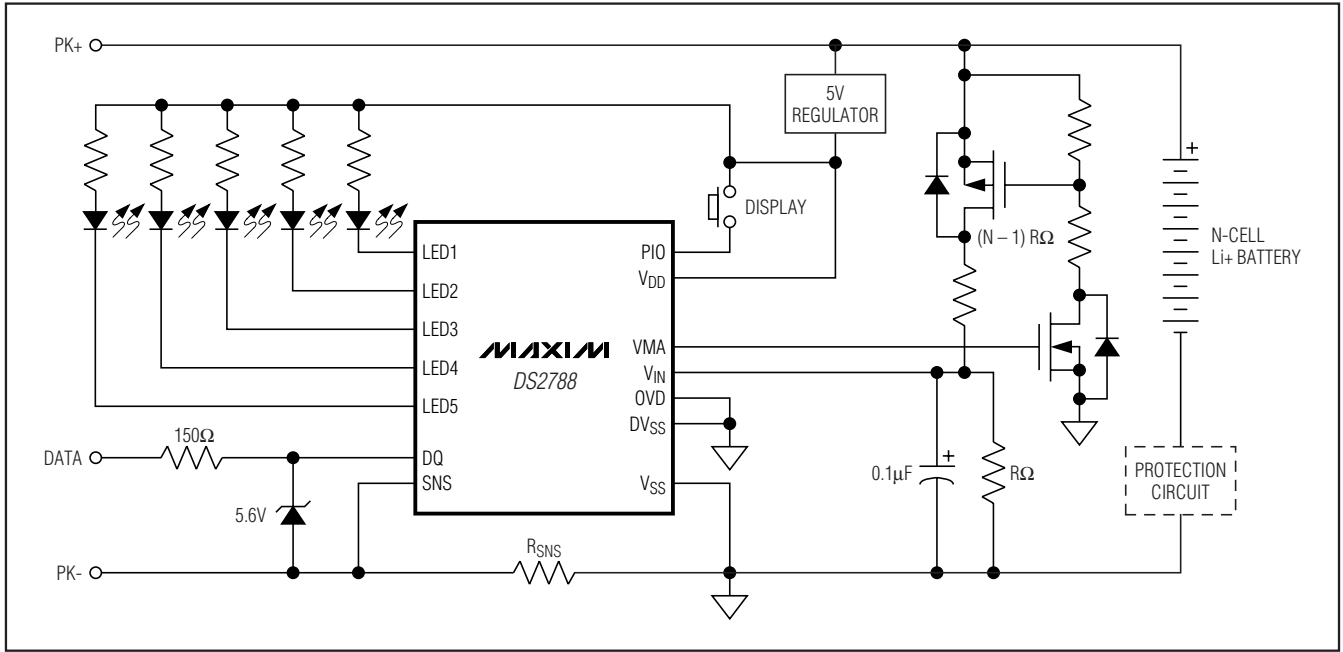 PK+
5V
REGULATOR
+
DISPLAY
(N – 1) RΩ
N-CELL
Li+ BATTERY
LED1
PIO
LED2
VDD
LED3
MAXIM
VMA
LED4
DS2788
VIN
LED5
OVD
DVSS
DATA
150Ω
DQ
SNS
VSS
0.1µF
+
RΩ
PROTECTION
CIRCUIT
5.6V
RSNS
PK-